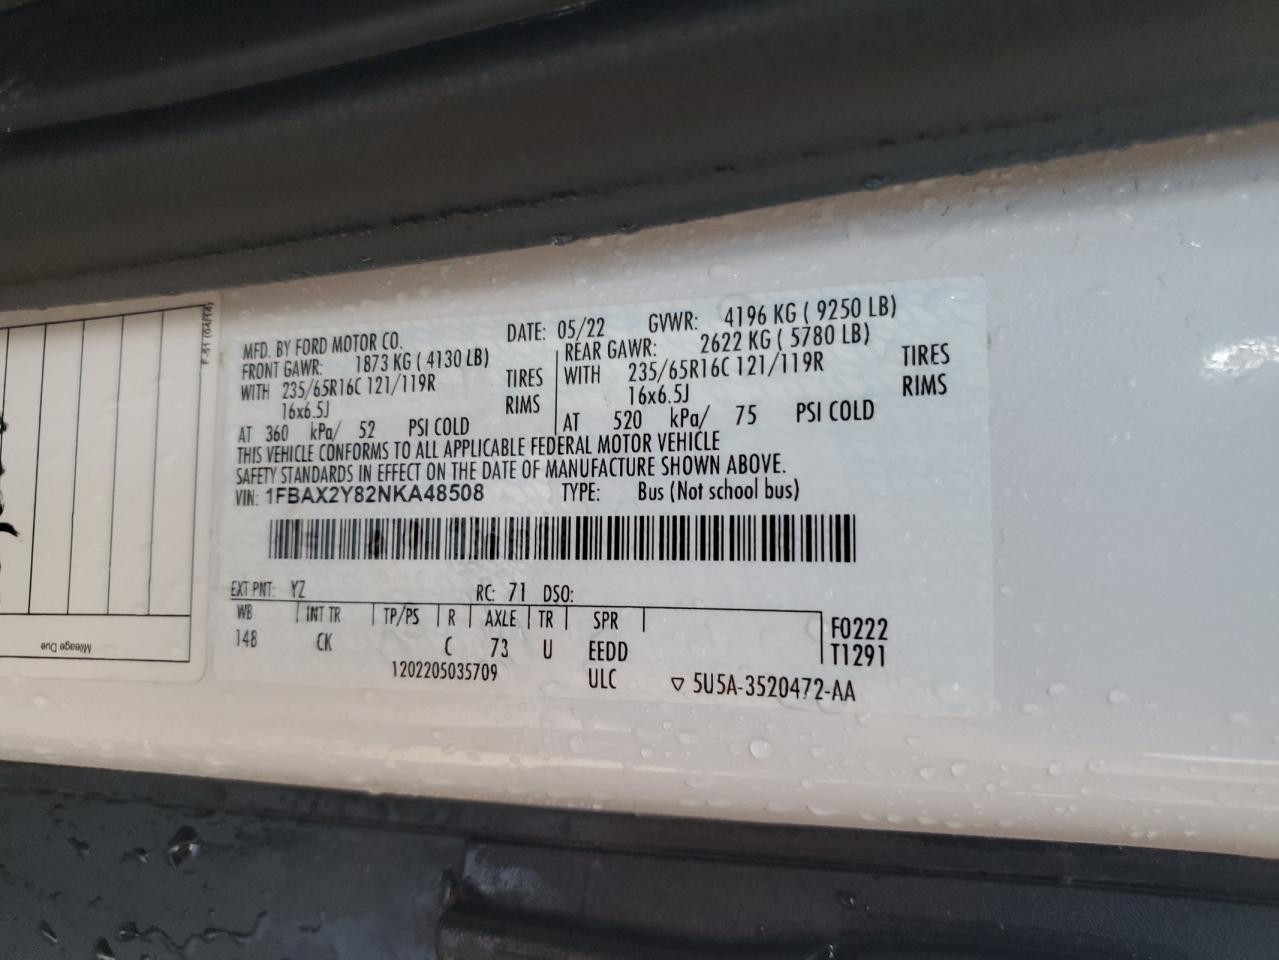 MFD. BY FORD MOTOR CO. DATE: 05/22 GVWR: 4196 KG ( 9250 LB)
FRONT GAWR: 1873 KG ( 4130 LB) REAR GAWR: 2622 KG ( 5780 LB)
WITH 235/65R16C 121/119R TIRES WITH 235/65R16C 121/119R TIRES
16x6.5J RIMS 16x6.5J RIMS
AT 360 kPa/ 52 PSI COLD AT 520 kPa/ 75 PSI COLD
THIS VEHICLE CONFORMS TO ALL APPLICABLE FEDERAL MOTOR VEHICLE
SAFETY STANDARDS IN EFFECT ON THE DATE OF MANUFACTURE SHOWN ABOVE.
VIN: 1FBAX2Y82NKA48508 TYPE: Bus (Not school bus)
EXT PNT: YZ RC: 71 DSO:
WB INT TR TP/PS R AXLE TR SPR F0222
148 CK C 73 U EEDD T1291
1202205035709 ULC ▽ 5U5A-3520472-AA
F-51 (04/14)
Mileage Due